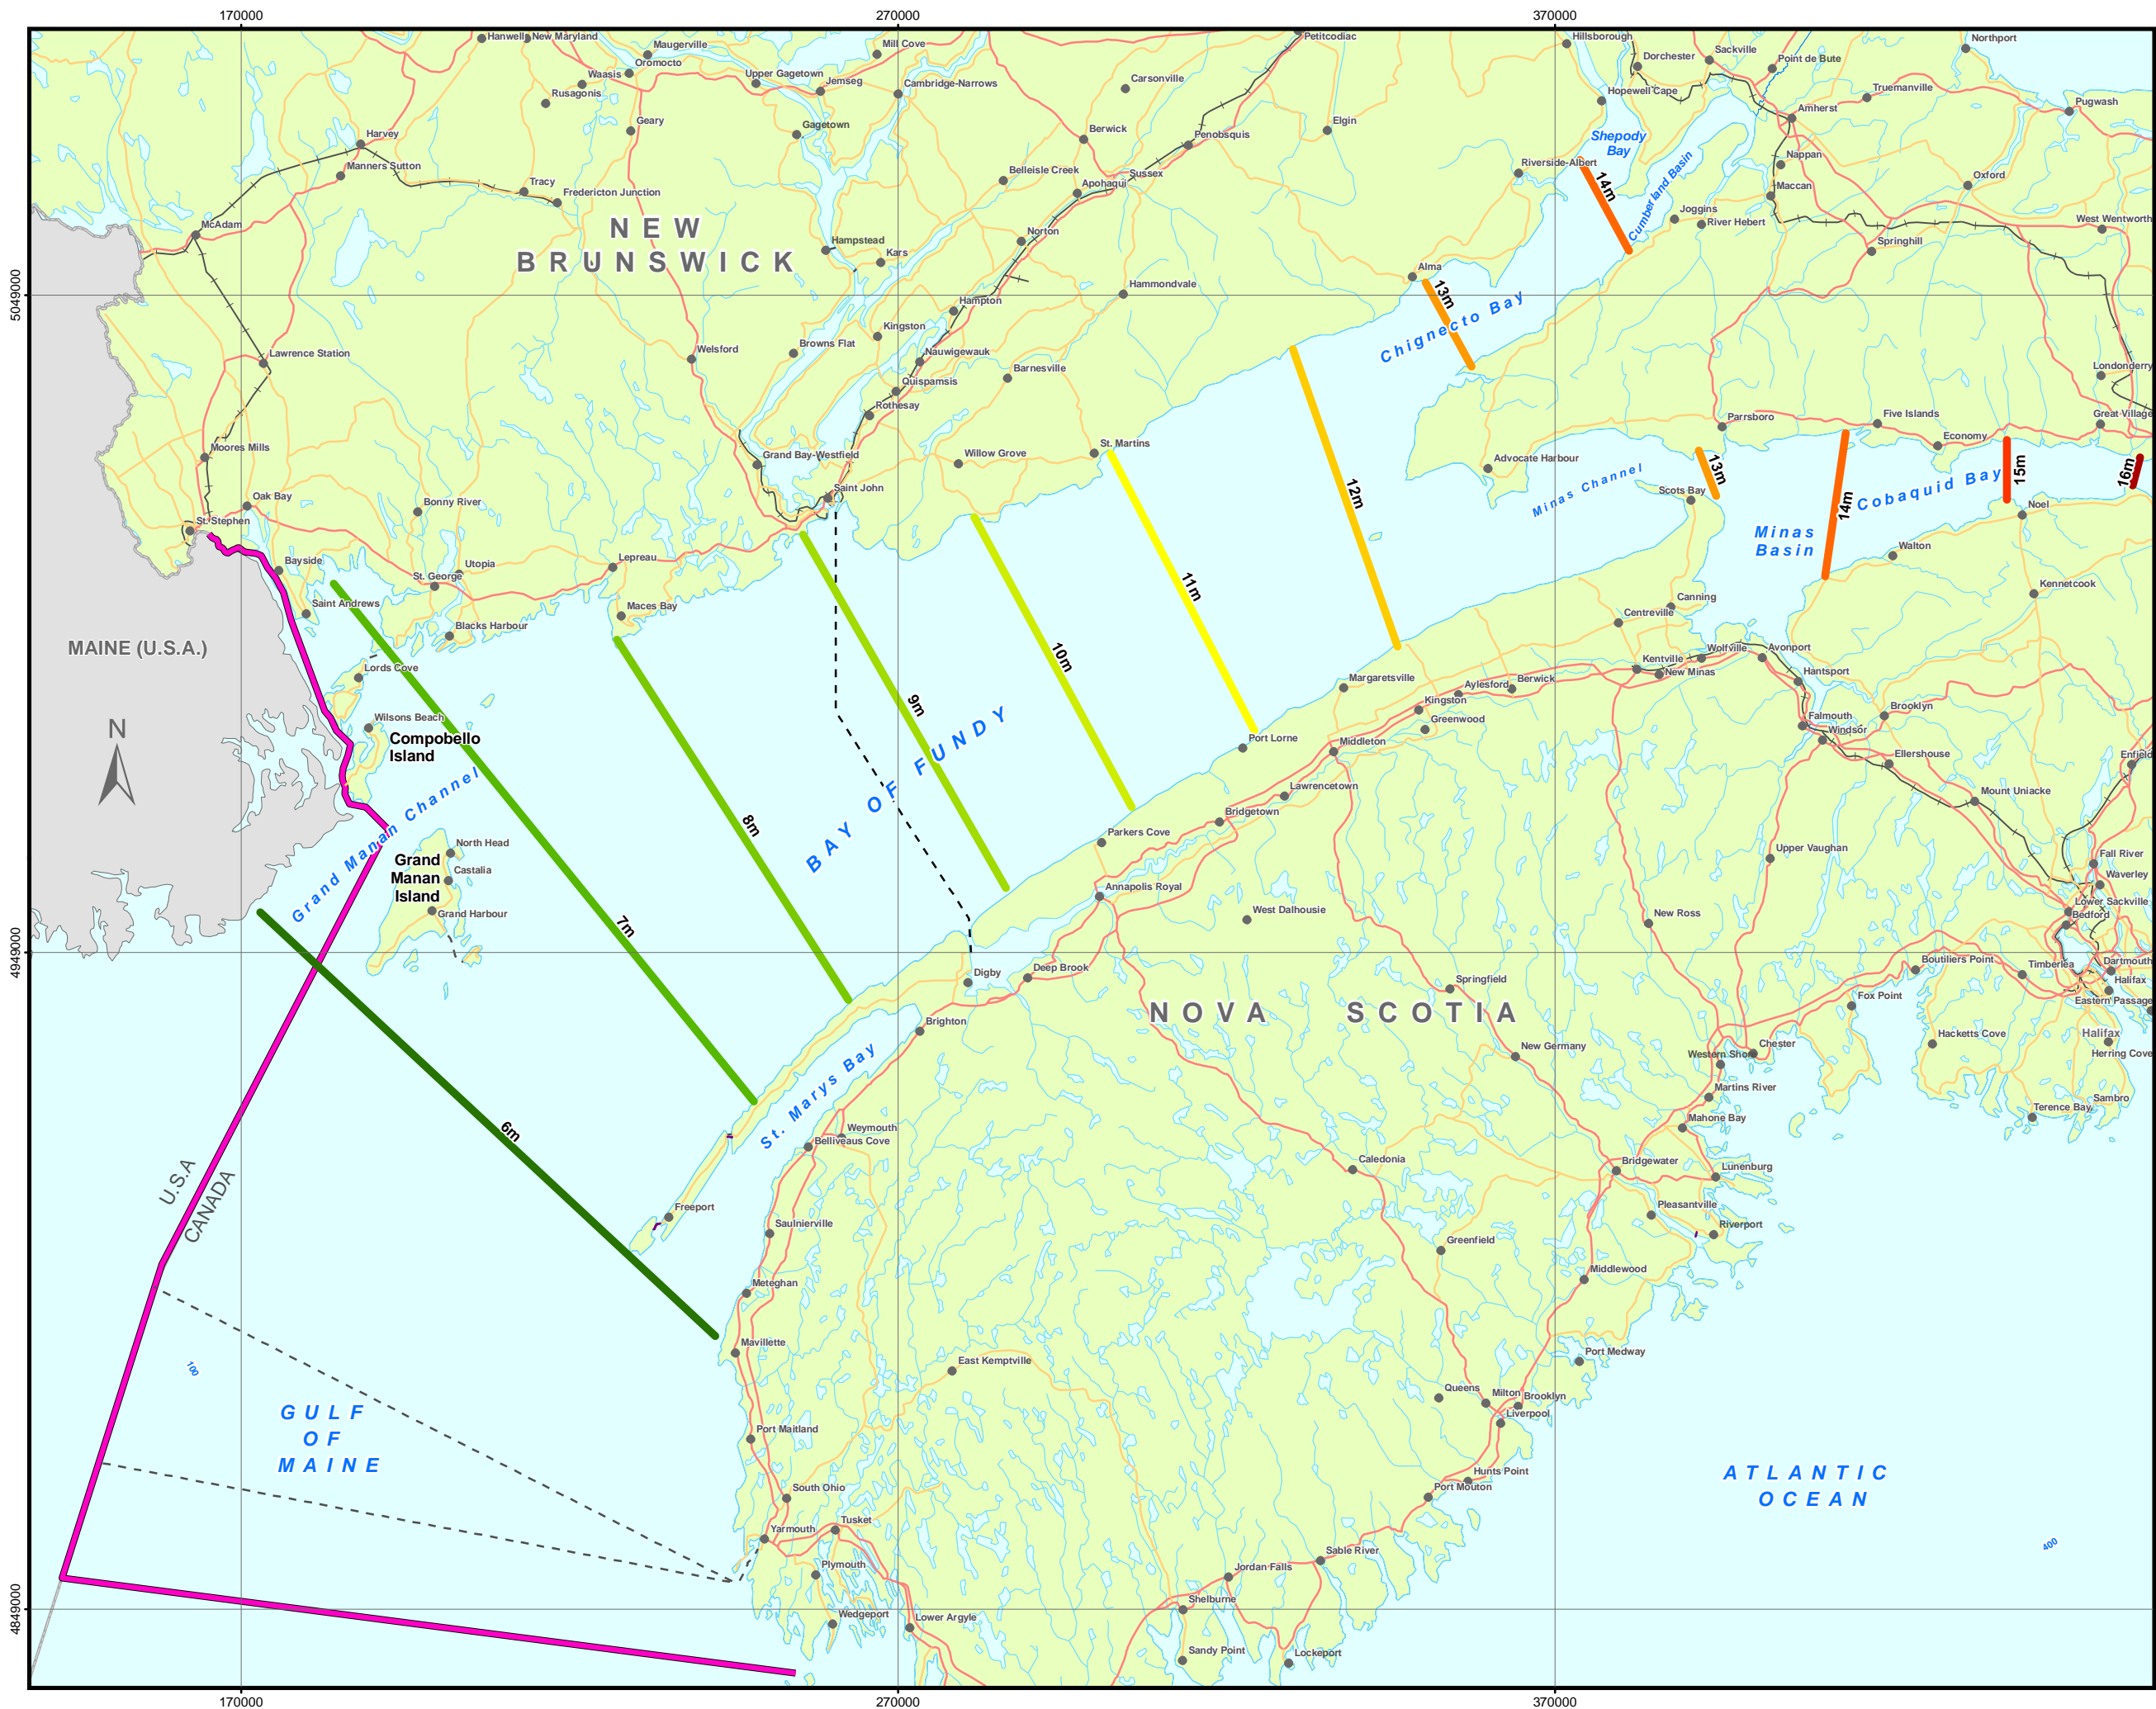 170000
270000
370000
Hanwell
New Maryland
Maugerville
Oromocto
Waasis
Rusagonis
Geary
Upper Gagetown
Mill Cove
Jemseg
Cambridge-Narrows
Gagetown
Carsonville
Petitcodiac
Hillsborough
Dorchester
Sackville
Point de Bute
Northport
Hopewell Cape
Truemanville
Amherst
Pugwash
Harvey
Manners Sutton
Tracy
Fredericton Junction
Berwick
Penobsquis
Elgin
Shepody
Bay
Riverside-Albert
Cumberland Basin
Nappan
Maccan
Oxford
Belleisle Creek
Apohaqui
Sussex
14m
McAdam
NEW
BRUNSWICK
Hampstead
Kars
Norton
Joggins
River Hebert
West Wentworth
Springhill
Alma
13m
Hammondvale
5049000
Hampton
Chignecto Bay
Kingston
Lawrence Station
Welsford
Browns Flat
Nauwigewauk
Barnesville
Quispamsis
Londonderry
Rothesay
Parrsboro
Five Islands
Great Village
Moores Mills
Grand Bay-Westfield
Willow Grove
St. Martins
Economy
Advocate Harbour
Minas Channel
Scots Bay
13m
14m
15m
16m
Cobaquid Bay
Noel
12m
Oak Bay
Bonny River
Saint John
St. Stephen
Minas
Basin
Walton
Bayside
Utopia
St. George
Lepreau
11m
Kennetcook
Saint Andrews
Maces Bay
Blacks Harbour
Canning
Centreville
MAINE (U.S.A.)
10m
Lords Cove
Wolfville
Avonport
Kentville
New Minas
Hantsport
Margaretsville
Aylesford
Berwick
Kingston
Greenwood
9m
Wilsons Beach
Compobello
Island
N
BAY OF FUNDY
Port Lorne
Middleton
Falmouth
Windsor
Brooklyn
Ellershouse
Enfield
Grand Manan Channel
Lawrencetown
Mount Uniacke
8m
Bridgetown
Parkers Cove
North Head
Grand
Manan
Island
Castalia
Grand Harbour
Upper Vaughan
Fall River
Waverley
Annapolis Royal
West Dalhousie
New Ross
Lower Sackville
Bedford
7m
4949000
Digby
Deep Brook
Springfield
Boutiliers Point
Timberlea
Dartmouth
Halifax
Eastern Passage
NOVA SCOTIA
Fox Point
Brighton
Hacketts Cove
Halifax
Herring Cove
New Germany
Western Shore
Chester
St. Marys Bay
Martins River
Sambro
Terence Bay
Mahone Bay
6m
Weymouth
Belliveaus Cove
U.S.A
CANADA
Caledonia
Bridgewater
Lunenburg
Freeport
Pleasantville
Saulnierville
Riverport
Greenfield
Meteghan
Middlewood
Mavillette
Port Medway
100
East Kemptville
Queens
Milton
Brooklyn
Liverpool
GULF
OF
MAINE
Port Maitland
Hunts Point
ATLANTIC
OCEAN
South Ohio
Port Mouton
Yarmouth
Tusket
400
Plymouth
Jordan Falls
Sable River
4849000
Shelburne
Wedgeport
Lower Argyle
Sandy Point
Lockeport
170000
270000
370000